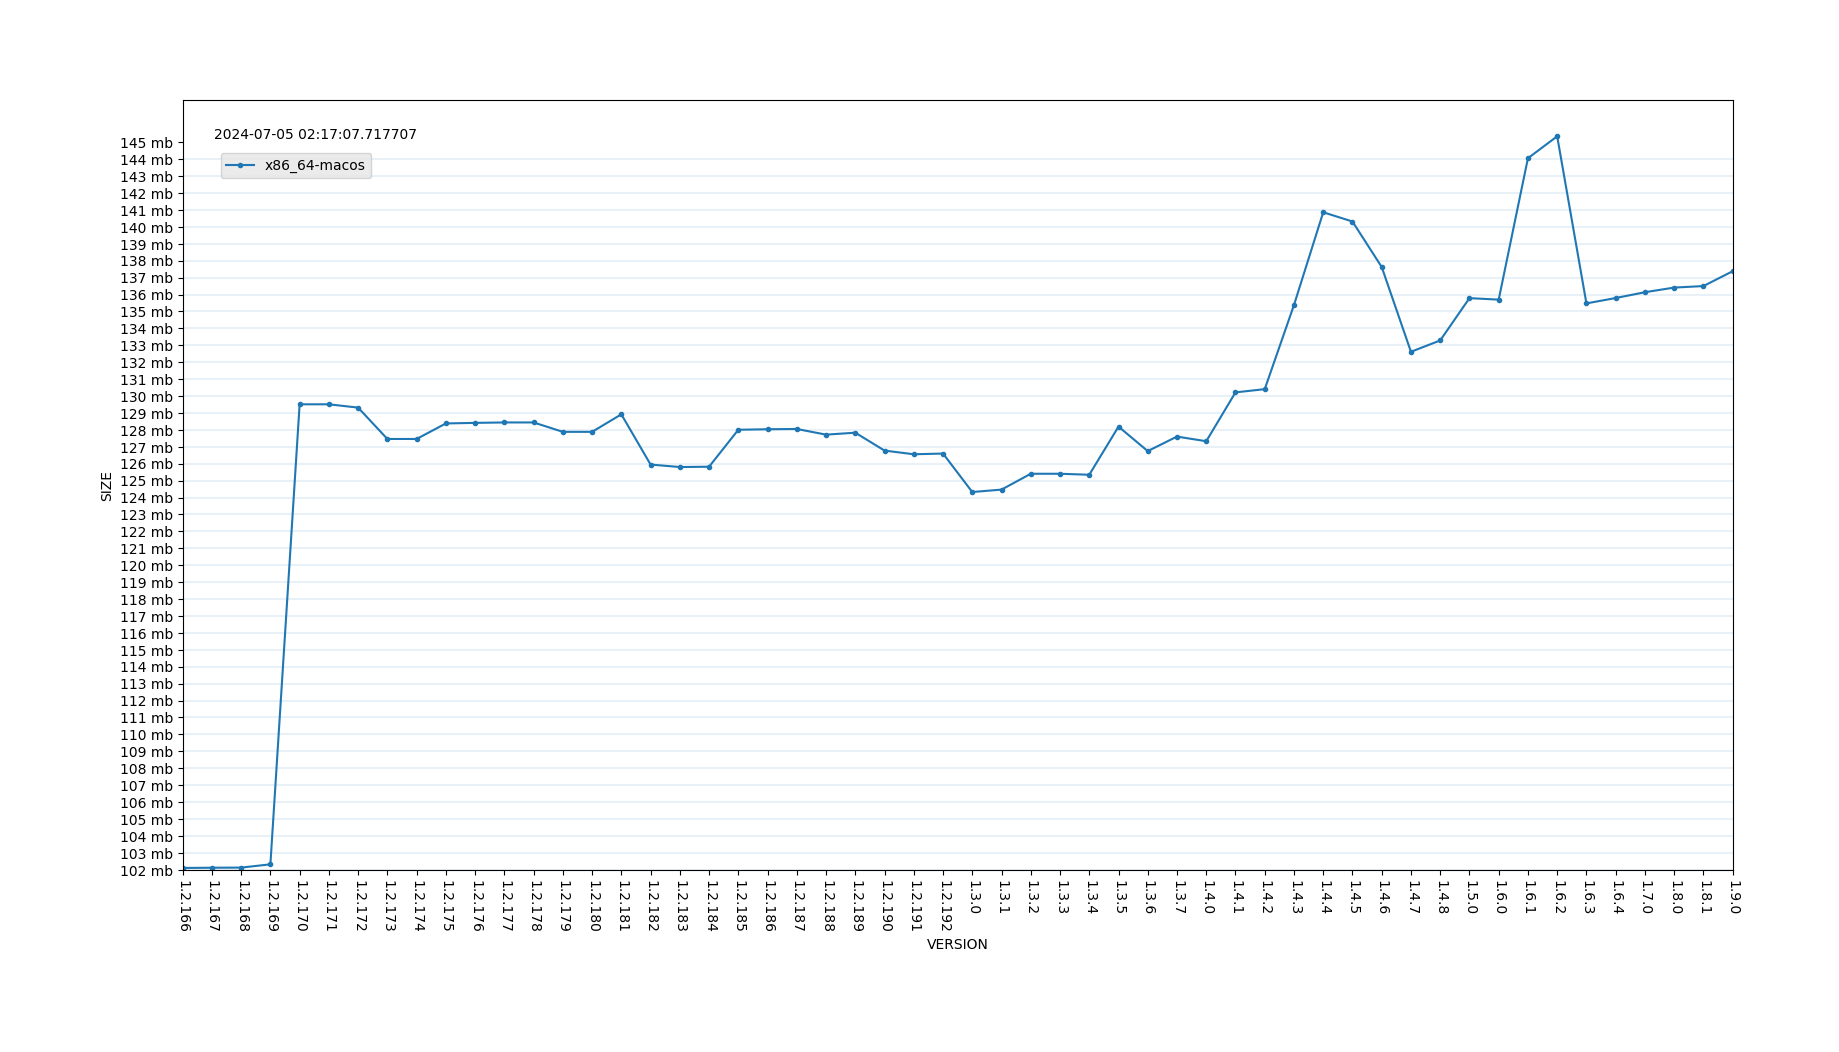 2024-07-05 02:17:07.717707
x86_64-macos
145 mb
144 mb
143 mb
142 mb
141 mb
140 mb
139 mb
138 mb
137 mb
136 mb
135 mb
134 mb
133 mb
132 mb
131 mb
130 mb
129 mb
128 mb
127 mb
126 mb
125 mb
124 mb
123 mb
122 mb
121 mb
120 mb
119 mb
118 mb
117 mb
116 mb
115 mb
114 mb
113 mb
112 mb
111 mb
110 mb
109 mb
108 mb
107 mb
106 mb
105 mb
104 mb
103 mb
102 mb
SIZE
1.2.166
1.2.167
1.2.168
1.2.169
1.2.170
1.2.171
1.2.172
1.2.173
1.2.174
1.2.175
1.2.176
1.2.177
1.2.178
1.2.179
1.2.180
1.2.181
1.2.182
1.2.183
1.2.184
1.2.185
1.2.186
1.2.187
1.2.188
1.2.189
1.2.190
1.2.191
1.2.192
1.3.0
1.3.1
1.3.2
1.3.3
1.3.4
1.3.5
1.3.6
1.3.7
1.4.0
1.4.1
1.4.2
1.4.3
1.4.4
1.4.5
1.4.6
1.4.7
1.4.8
1.5.0
1.6.0
1.6.1
1.6.2
1.6.3
1.6.4
1.7.0
1.8.0
1.8.1
1.9.0
VERSION